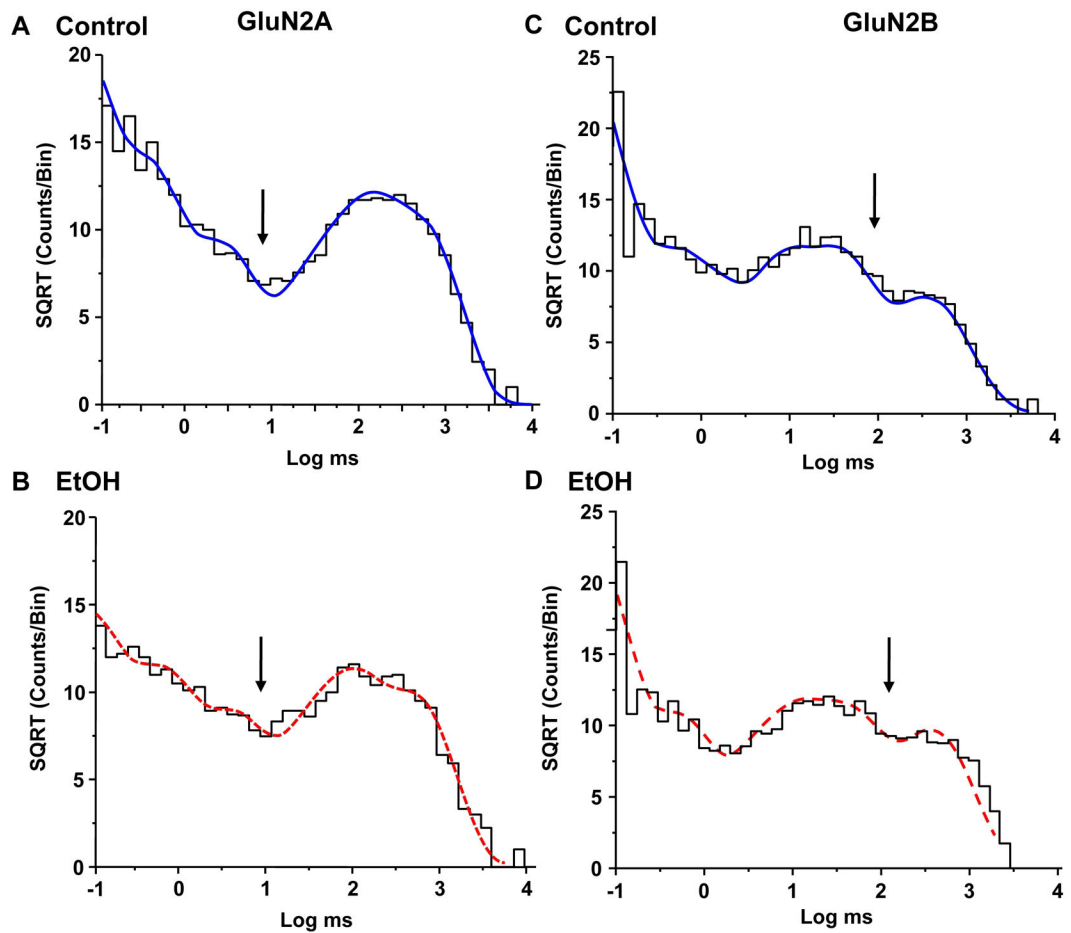 A Control GluN2A
20
15
10
5
0
SQRT (Counts/Bin)
-1 0 1 2 3 4
Log ms
C Control GluN2B
25
20
15
10
5
0
SQRT (Counts/Bin)
-1 0 1 2 3 4
Log ms
B EtOH
20
15
10
5
0
SQRT (Counts/Bin)
-1 0 1 2 3 4
Log ms
D EtOH
25
20
15
10
5
0
SQRT (Counts/Bin)
-1 0 1 2 3 4
Log ms